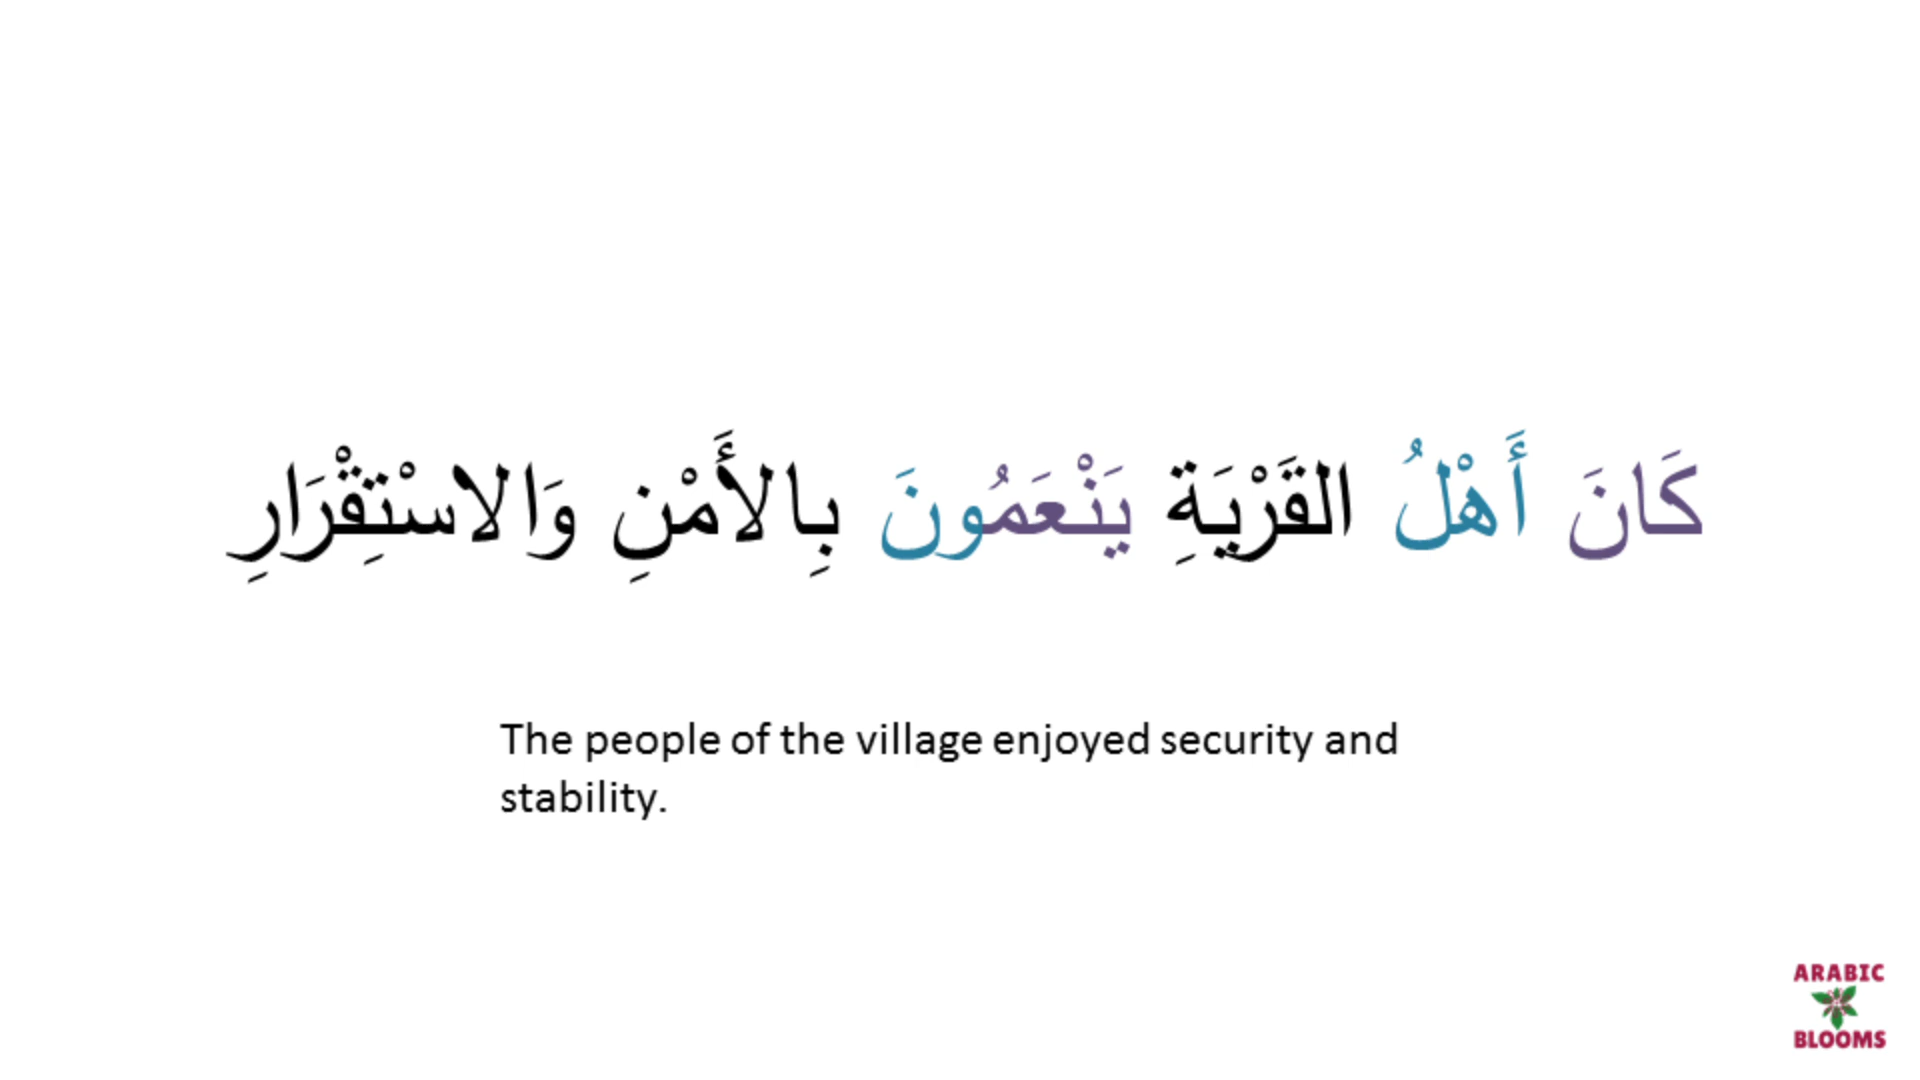 كَانَ أَهْلُ القَرْيَةِ يَنْعَمُونَ بِالأَمْنِ وَالاسْتِقْرَارِ
The people of the village enjoyed security and
stability.
ARABIC
BLOOMS